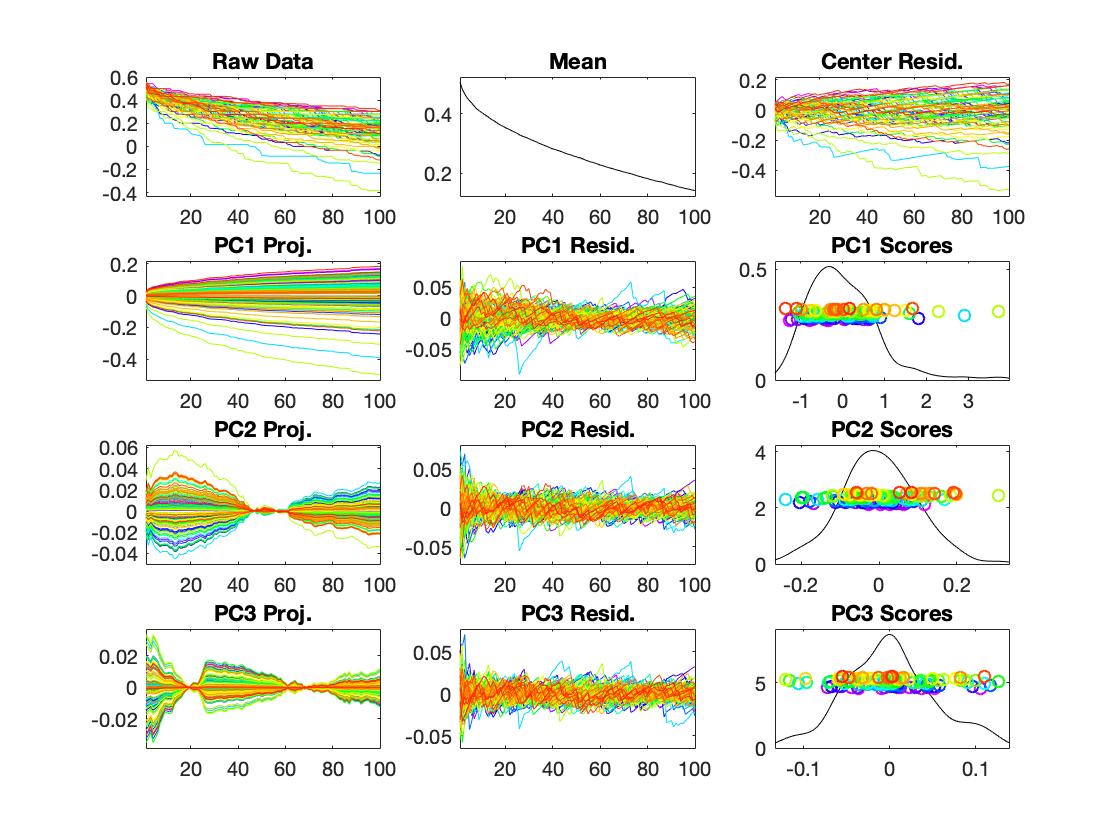 Raw Data
0.6
0.4
0.2
0
-0.2
-0.4
20 40 60 80 100
Mean
0.4
0.2
20 40 60 80 100
Center Resid.
0.2
0
-0.2
-0.4
20 40 60 80 100
PC1 Proj.
0.2
0
-0.2
-0.4
20 40 60 80 100
PC1 Resid.
0.05
0
-0.05
20 40 60 80 100
PC1 Scores
0.5
0
-1 0 1 2 3
PC2 Proj.
0.06
0.04
0.02
0
-0.02
-0.04
20 40 60 80 100
PC2 Resid.
0.05
0
-0.05
20 40 60 80 100
PC2 Scores
4
2
0
-0.2 0 0.2
PC3 Proj.
0.02
0
-0.02
20 40 60 80 100
PC3 Resid.
0.05
0
-0.05
20 40 60 80 100
PC3 Scores
5
0
-0.1 0 0.1